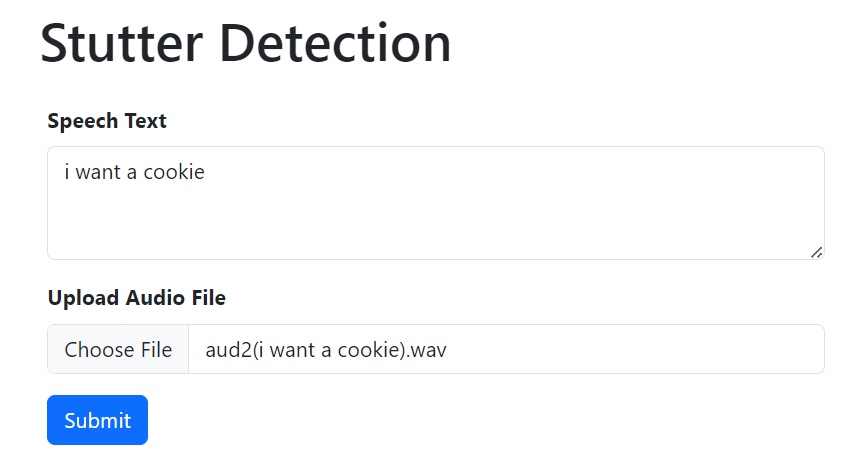 Stutter Detection
Speech Text
i want a cookie
Upload Audio File
Choose File aud2(i want a cookie).wav
Submit